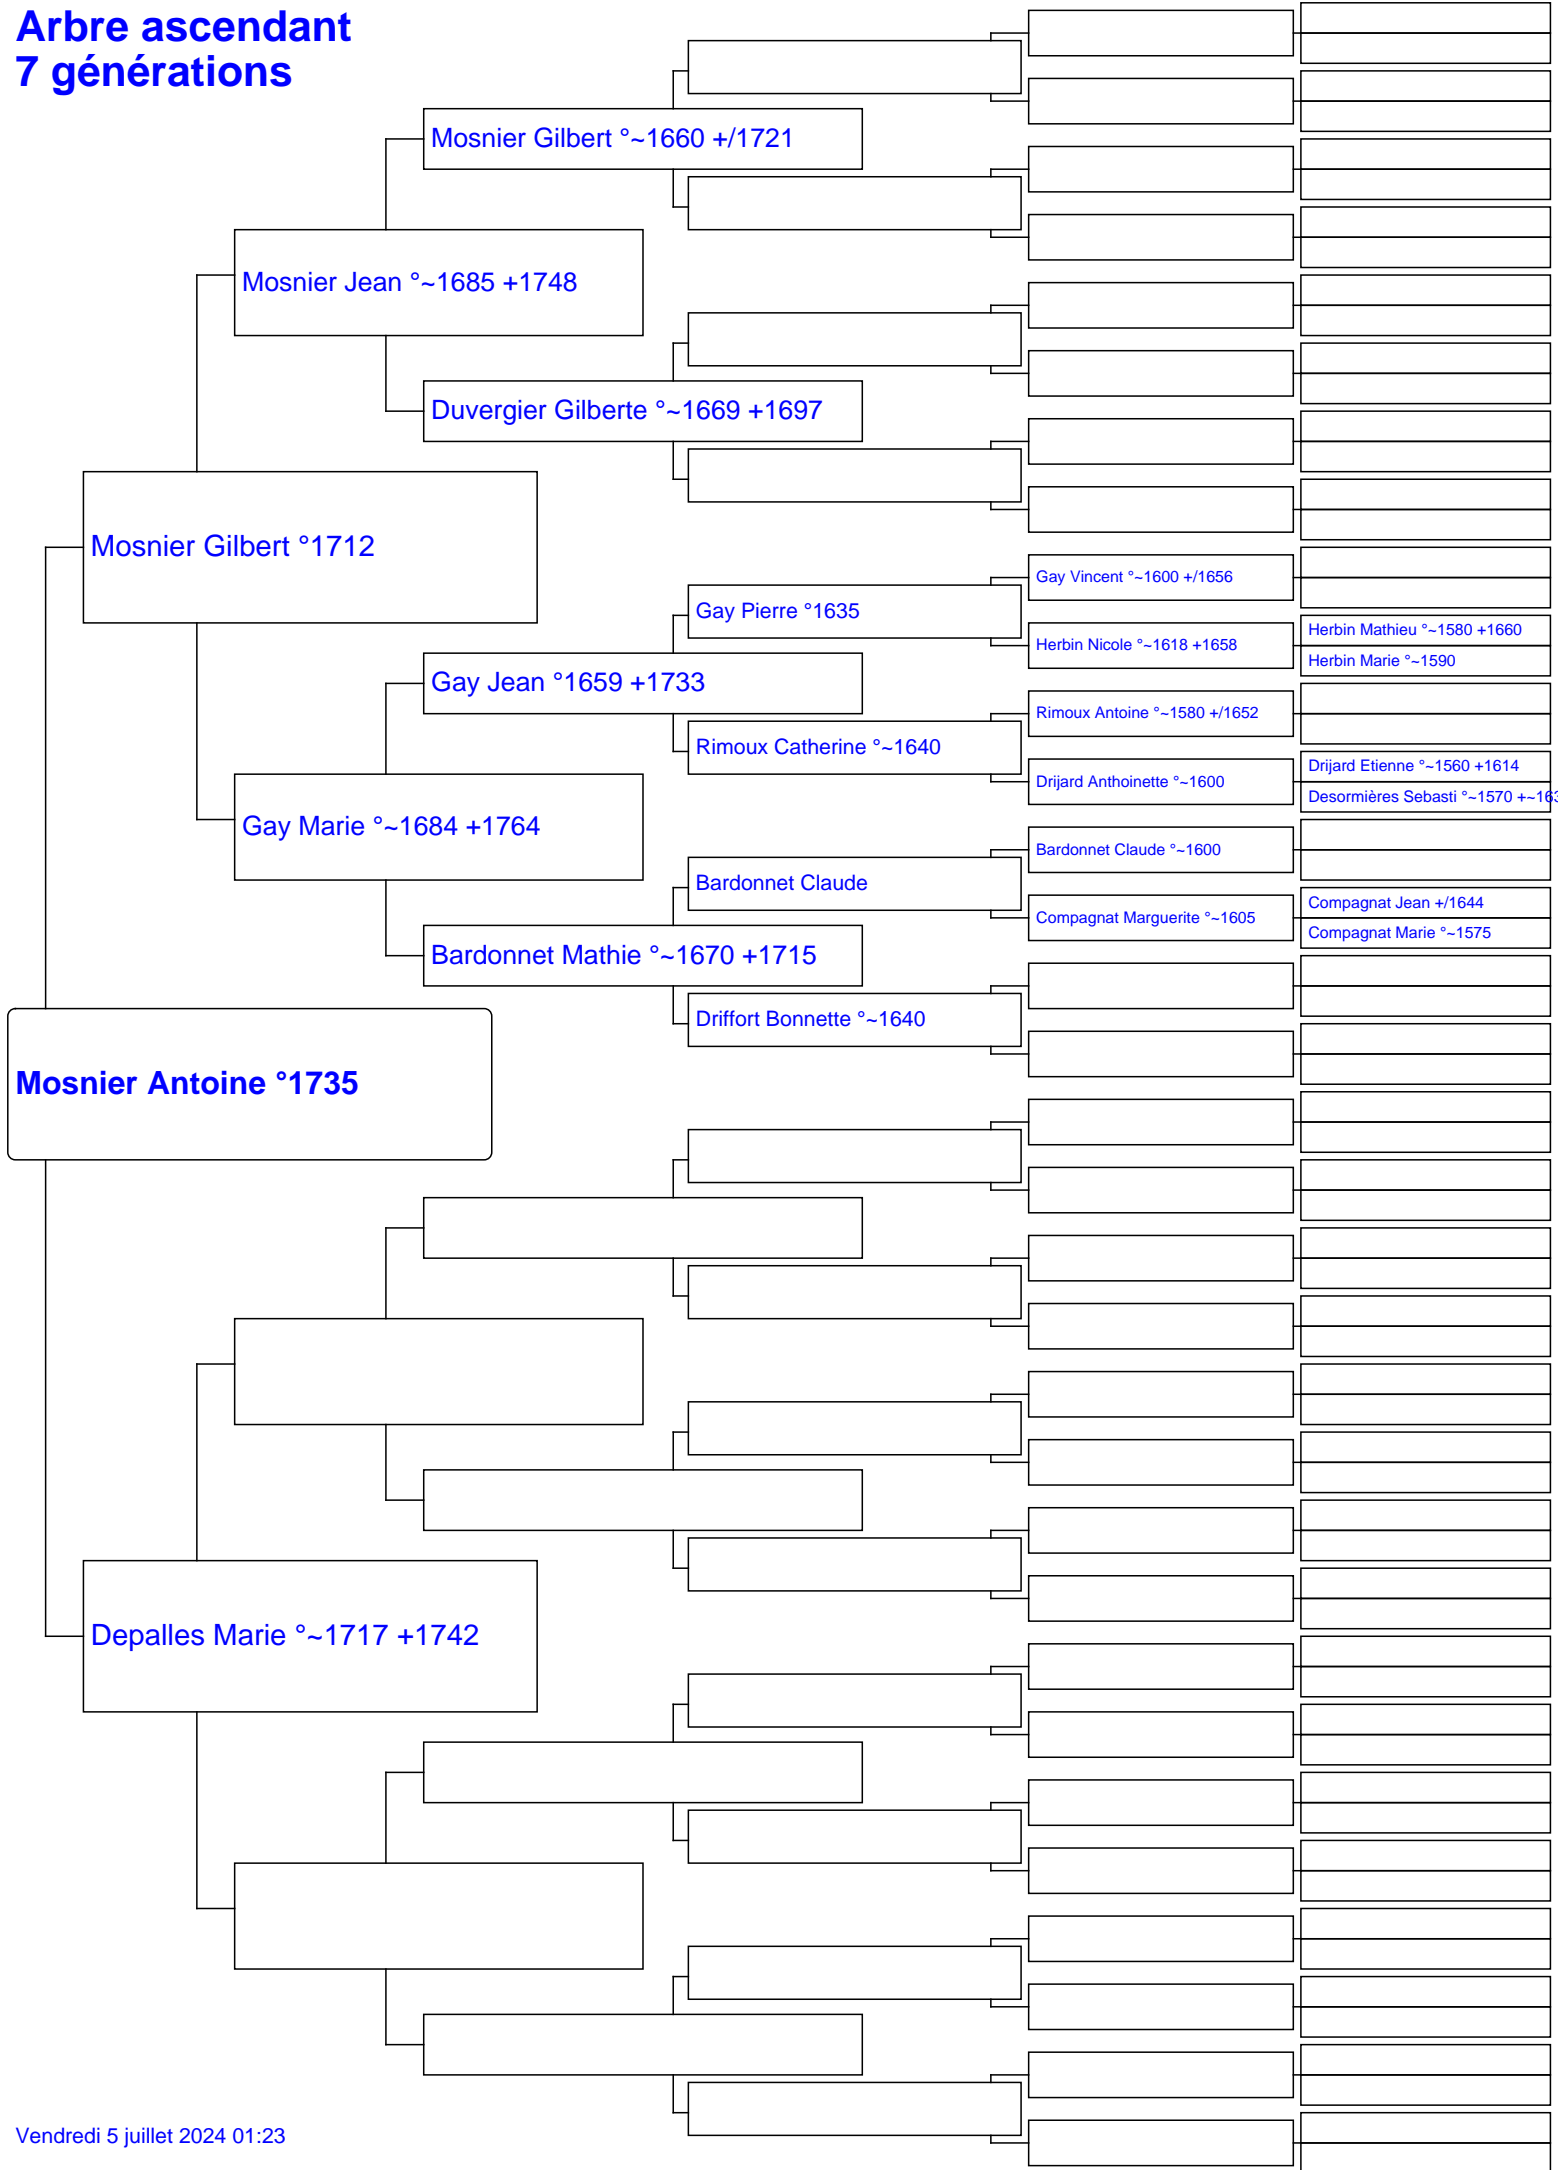 Arbre ascendant
7 générations
Mosnier Gilbert °~1660 +/1721
Mosnier Jean °~1685 +1748
Duvergier Gilberte °~1669 +1697
Mosnier Gilbert °1712
Gay Vincent °~1600 +/1656
Gay Pierre °1635
Herbin Mathieu °~1580 +1660
Herbin Nicole °~1618 +1658
Herbin Marie °~1590
Gay Jean °1659 +1733
Rimoux Antoine °~1580 +/1652
Rimoux Catherine °~1640
Drijard Etienne °~1560 +1614
Drijard Anthoinette °~1600
Desormières Sebasti °~1570 +~163
Gay Marie °~1684 +1764
Bardonnet Claude °~1600
Bardonnet Claude
Compagnat Jean +/1644
Compagnat Marguerite °~1605
Compagnat Marie °~1575
Bardonnet Mathie °~1670 +1715
Driffort Bonnette °~1640
Mosnier Antoine °1735
Depalles Marie °~1717 +1742
Vendredi 5 juillet 2024 01:23